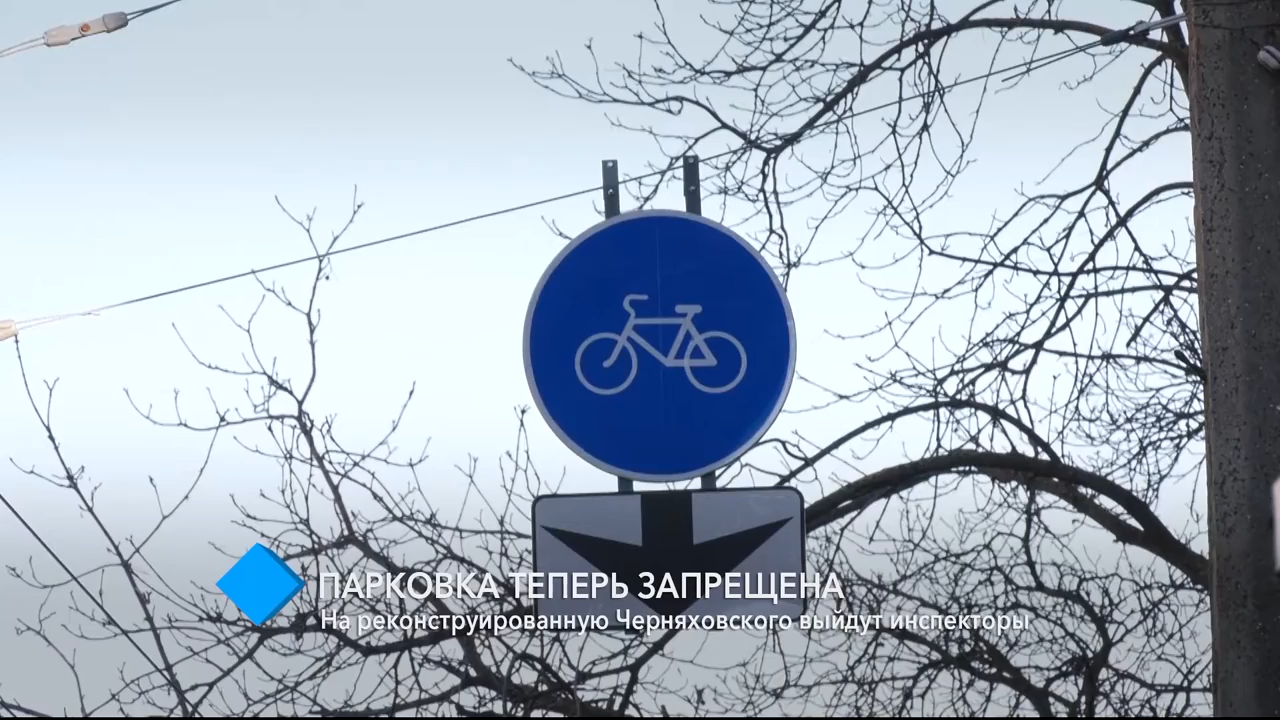 ПАРКОВКА ТЕПЕРЬ ЗАПРЕЩЕНА
На реконструированную Черняховского выйдут инспекторы